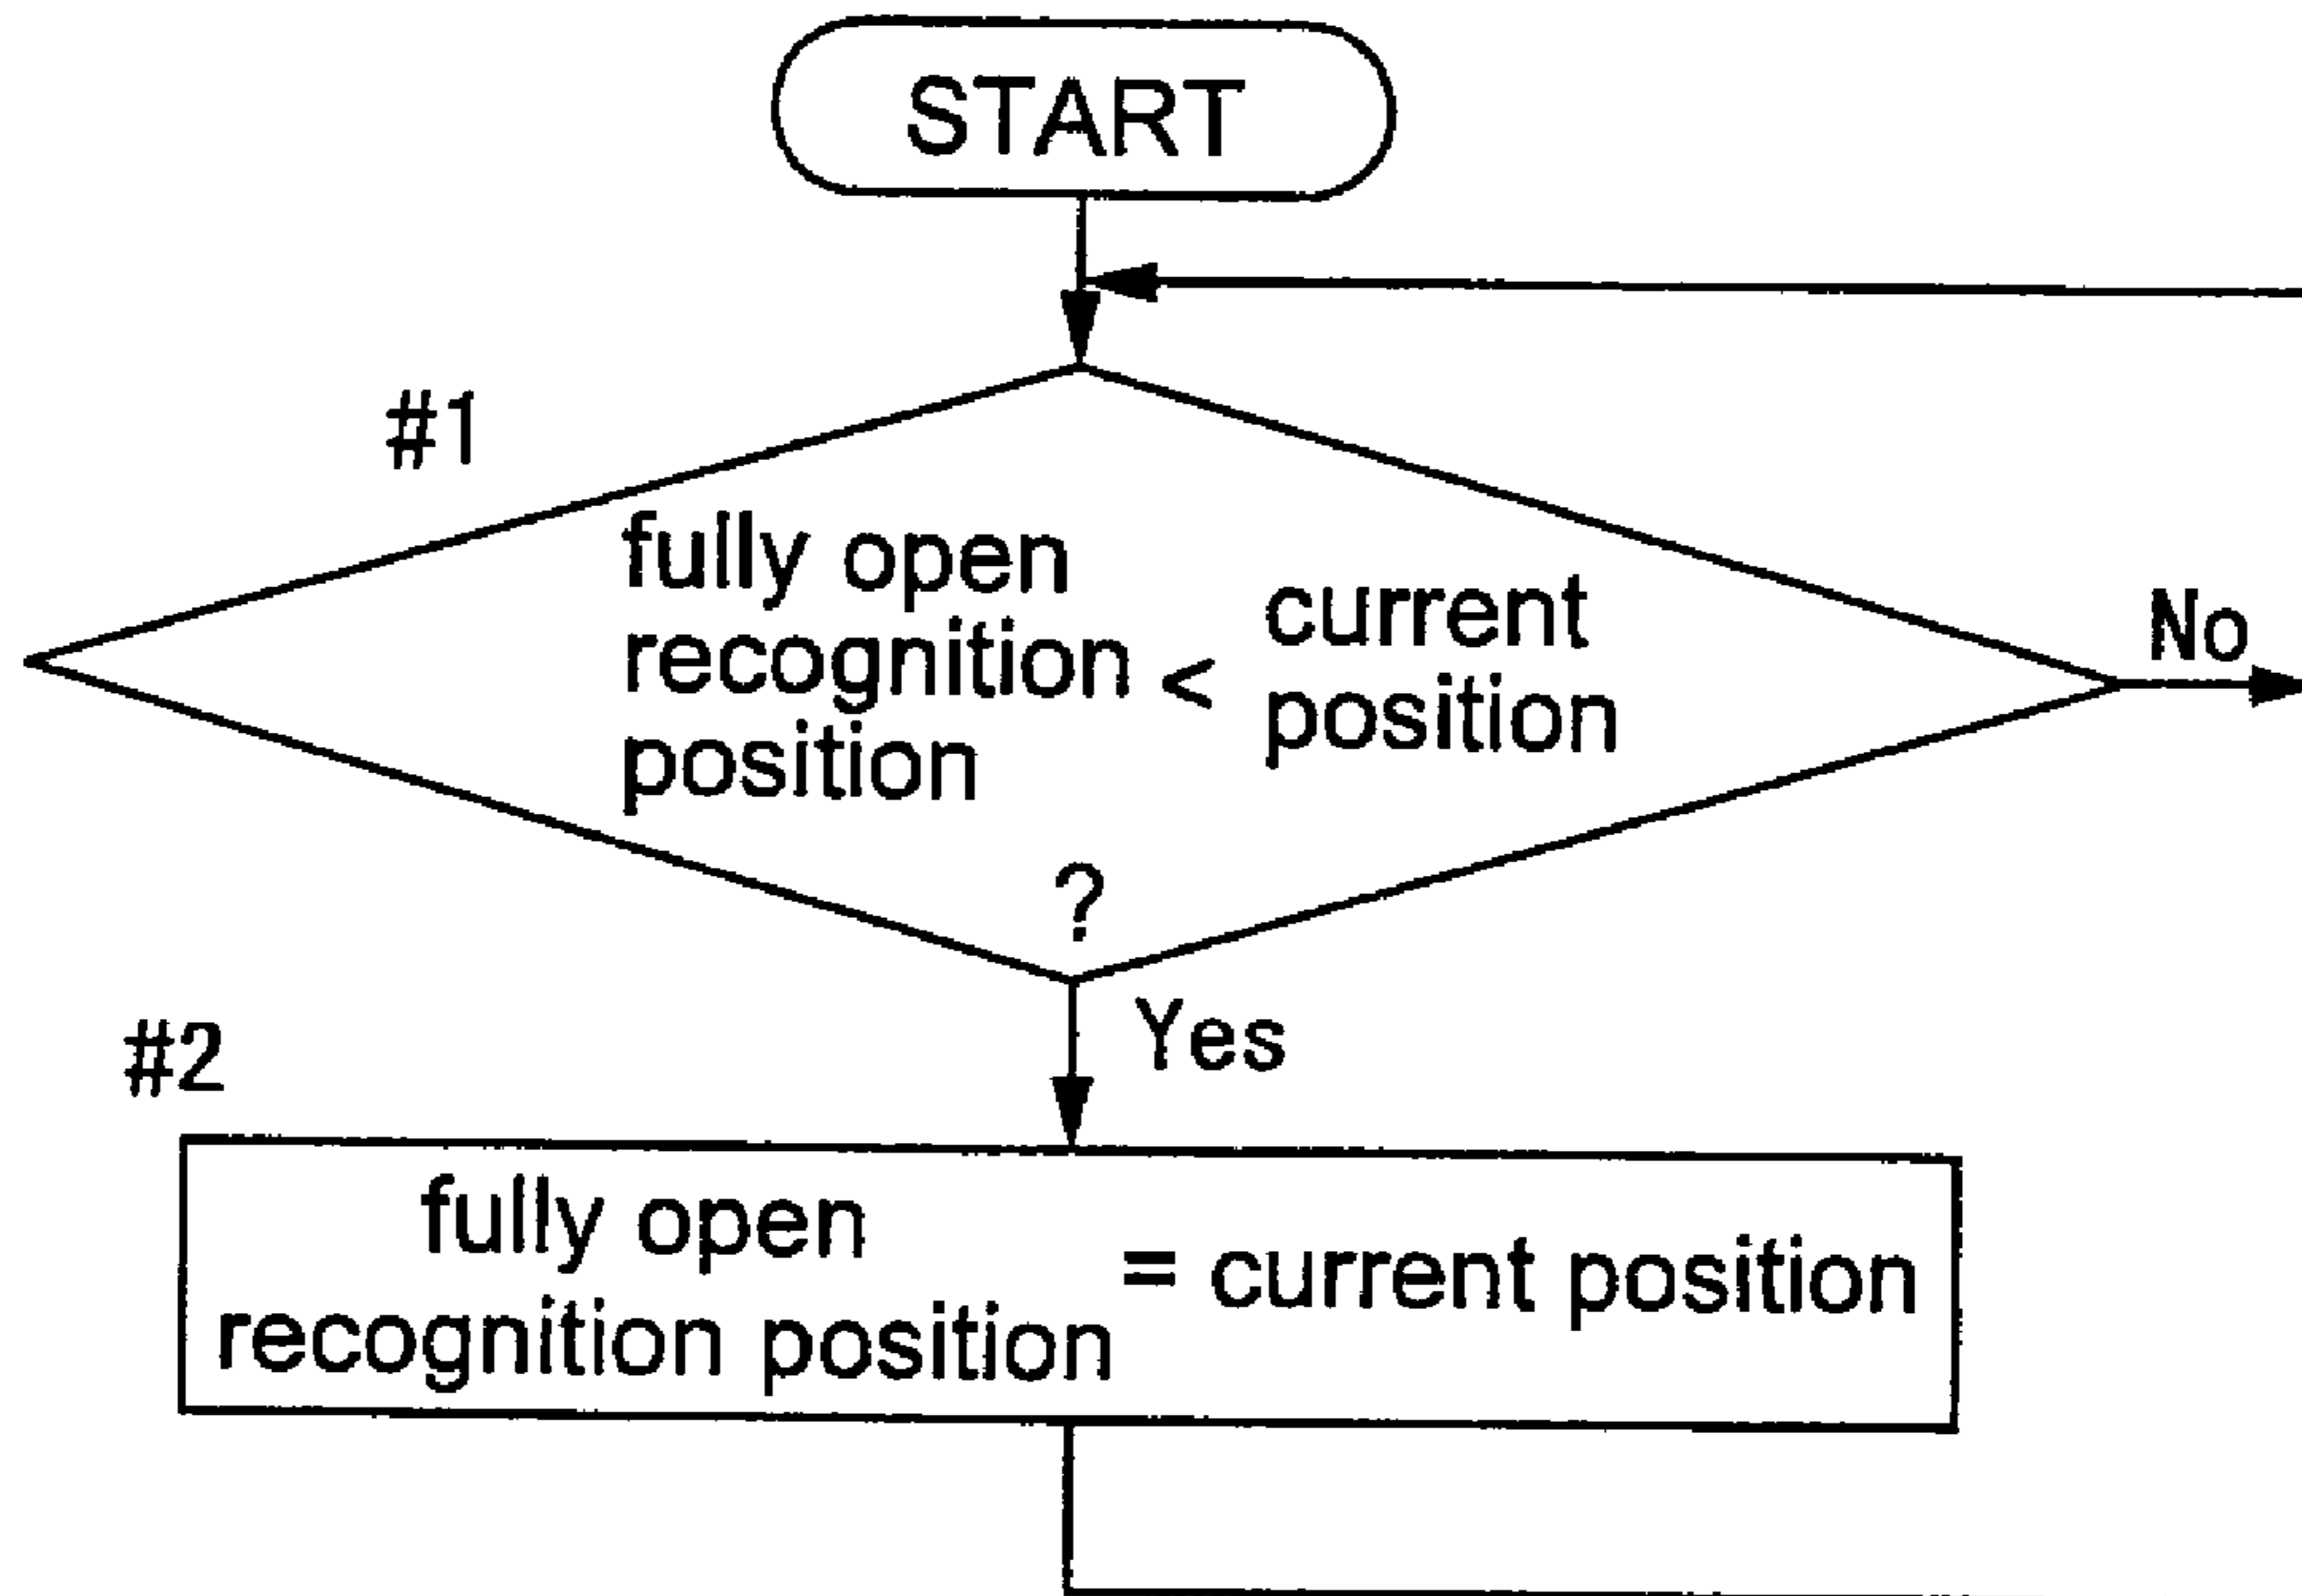 START
#1
fully open
recognition
position
<
current
position
?
No
Yes
#2
fully open
recognition position
= current position